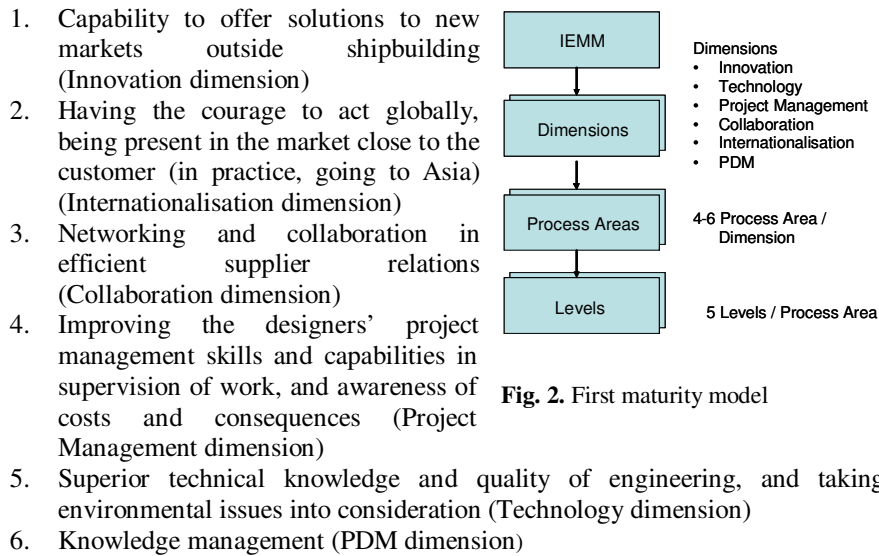 1. Capability to offer solutions to new
markets outside shipbuilding
(Innovation dimension)
2. Having the courage to act globally,
being present in the market close to the
customer (in practice, going to Asia)
(Internationalisation dimension)
3. Networking and collaboration in
efficient supplier relations
(Collaboration dimension)
4. Improving the designers’ project
management skills and capabilities in
supervision of work, and awareness of
costs and consequences (Project
Management dimension)
IEMM
Dimensions
Process Areas
Levels
Dimensions
• Innovation
• Technology
• Project Management
• Collaboration
• Internationalisation
• PDM
4-6 Process Area /
Dimension
5 Levels / Process Area
Fig. 2. First maturity model
5. Superior technical knowledge and quality of engineering, and taking
environmental issues into consideration (Technology dimension)
6. Knowledge management (PDM dimension)